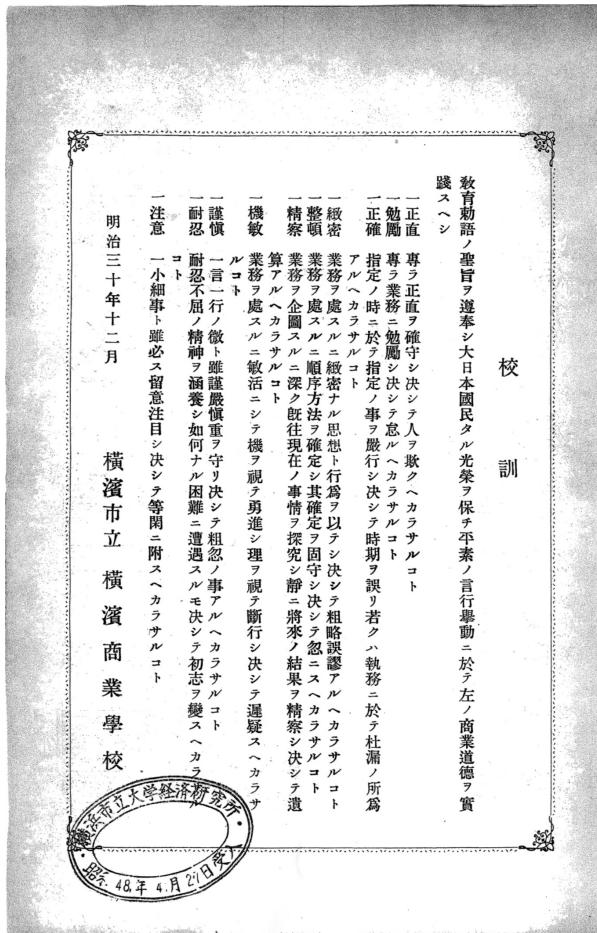 校訓
教育勅語ノ聖旨ヲ遵奉シ大日本國民タル光榮ヲ保チ平素ノ言行擧動ニ於テ左ノ商業道德ヲ實
踐スヘシ
一正直　専ラ正直ヲ確守シ決シテ人ヲ欺クヘカラサルコト
一勉勵　専ラ業務ニ勉勵シ決シテ怠ルヘカラサルコト
一正確　指定ノ時ニ於テ指定ノ事ヲ嚴行シ決シテ時期ヲ誤リ若クハ執務ニ於テ杜漏ノ所爲
アルヘカラサルコト
一緻密　業務ヲ處スルニ緻密ナル思想ト行爲ヲ以テシ決シテ粗略誤謬アルヘカラサルコト
一整頓　業務ヲ處スルニ順序方法ヲ確定シ其確定ヲ固守シ決シテ忽ニスヘカラサルコト
一精察　業務ヲ企圖スルニ深ク既往現在ノ事情ヲ探究シ靜ニ將來ノ結果ヲ精察シ決シテ遺
算アルヘカラサルコト
一機敏　業務ヲ處スルニ敏活ニシテ機ヲ視テ勇進シ理ヲ視テ斷行シ決シテ遲疑スヘカラサ
ルコト
一謹愼　一言一行ノ微ト雖謹嚴愼重ヲ守リ決シテ粗忽ノ事アルヘカラサルコト
一耐忍　耐忍不屈ノ精神ヲ涵養シ如何ナル困難ニ遭遇スルモ決シテ初志ヲ變スヘカラ
コト
一注意　一小細事ト雖必ス留意注目シ決シテ等閑ニ附スヘカラサルコト
明治三十年十二月
横濱市立　横濱商業學校
横浜市立大学経済研究所
昭和48年4月27日受入